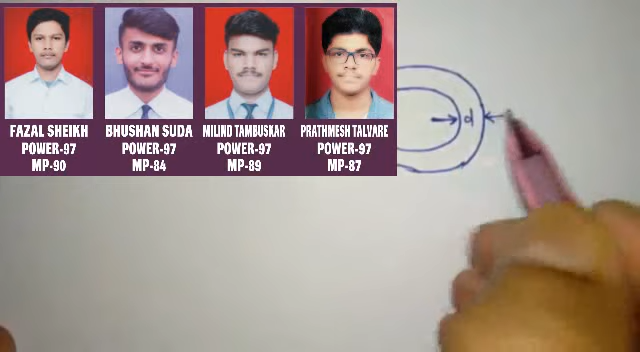 FAZAL SHEIKH
POWER-97
MP-90
BHUSHAN SUDA
POWER-97
MP-84
MILIND TAMBUSKAR
POWER-97
MP-89
PRATHMESH TALVARE
POWER-97
MP-87
d